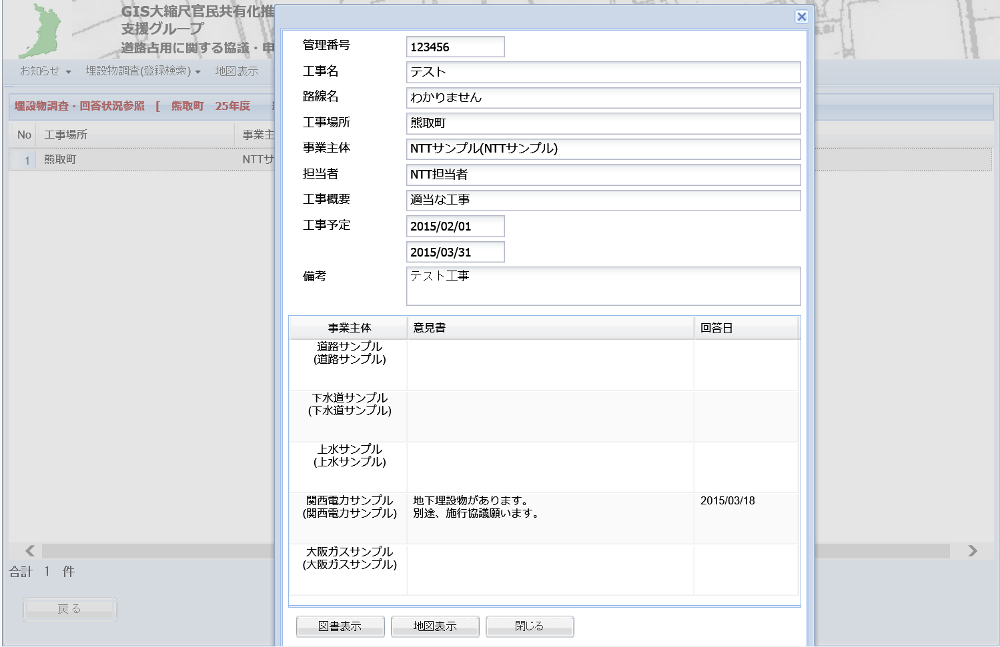 GIS大縮尺官民共有化推
支援グループ
道路占用に関する協議・申
お知らせ 埋設物調査(登録検索) 地図表示
埋設物調査・回答状況参照 [ 熊取町 25年度
No 工事場所 事業主
1 熊取町 NTTサ
合計 1 件
戻る
管理番号 123456
工事名 テスト
路線名 わかりません
工事場所 熊取町
事業主体 NTTサンプル(NTTサンプル)
担当者 NTT担当者
工事概要 適当な工事
工事予定 2015/02/01
2015/03/31
備考 テスト工事
事業主体 意見書 回答日
道路サンプル
(道路サンプル)
下水道サンプル
(下水道サンプル)
上水サンプル
(上水サンプル)
関西電力サンプル 地下埋設物があります。 2015/03/18
(関西電力サンプル) 別途、施行協議願います。
大阪ガスサンプル
(大阪ガスサンプル)
図書表示 地図表示 閉じる